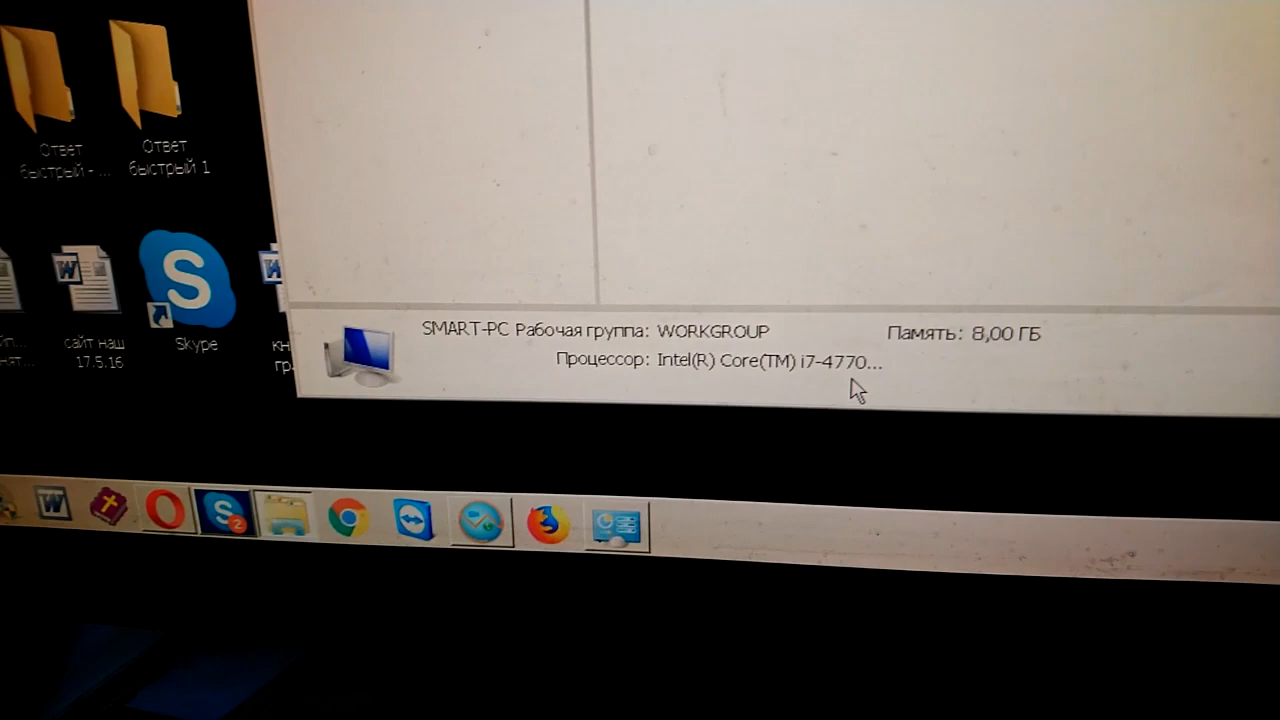 Ответ
быстрый - ...
Ответ
быстрый 1
W
S
W
сайт наш
17.5.16
Skype
SMART-PC Рабочая группа: WORKGROUP
Память: 8,00 ГБ
Процессор: Intel(R) Core(TM) i7-4770...
W
S
2